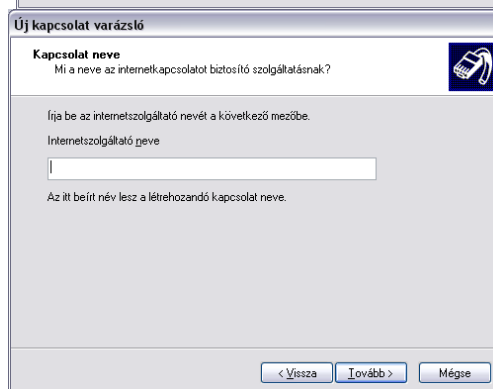 Új kapcsolat varázsló
Kapcsolat neve
Mi a neve az internetkapcsolatot biztosító szolgáltatásnak?
Írja be az internetszolgáltató nevét a következő mezőbe.
Internetszolgáltató neve
Az itt beírt név lesz a létrehozandó kapcsolat neve.
< Vissza Tovább > Mégse